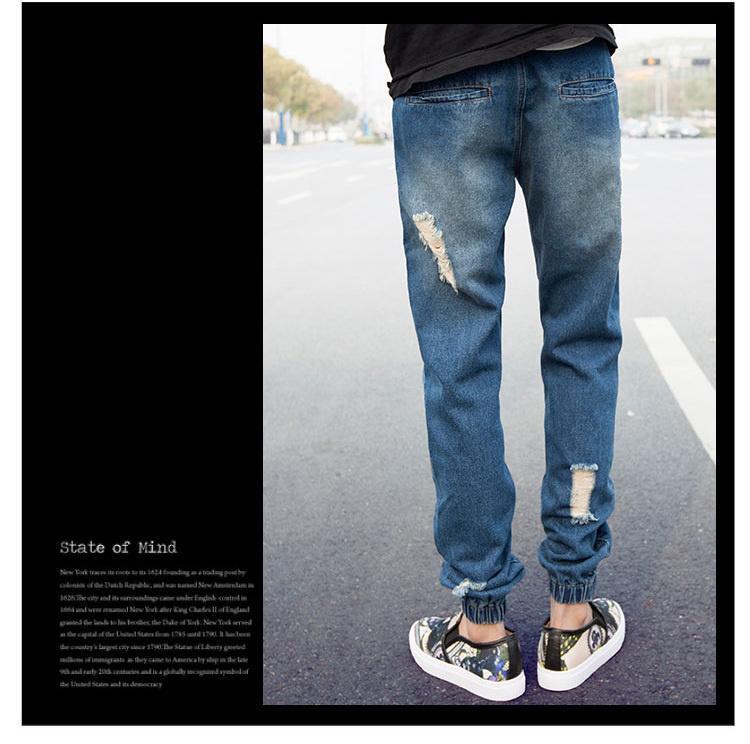 State of Mind
New York traces its roots to its 1624 founding as a trading post by
colonists of the Dutch Republic, and was named New Amsterdam in
1626.The city and its surroundings came under English control in
1664 and were renamed New York after King Charles II of England
granted the lands to his brother, the Duke of York. New York served
as the capital of the United States from 1785 until 1790. It has been
the country's largest city since 1790.The Statue of Liberty greeted
millions of immigrants as they came to America by ship in the late
9th and early 20th centuries and is a globally recognized symbol of
the United States and its democracy